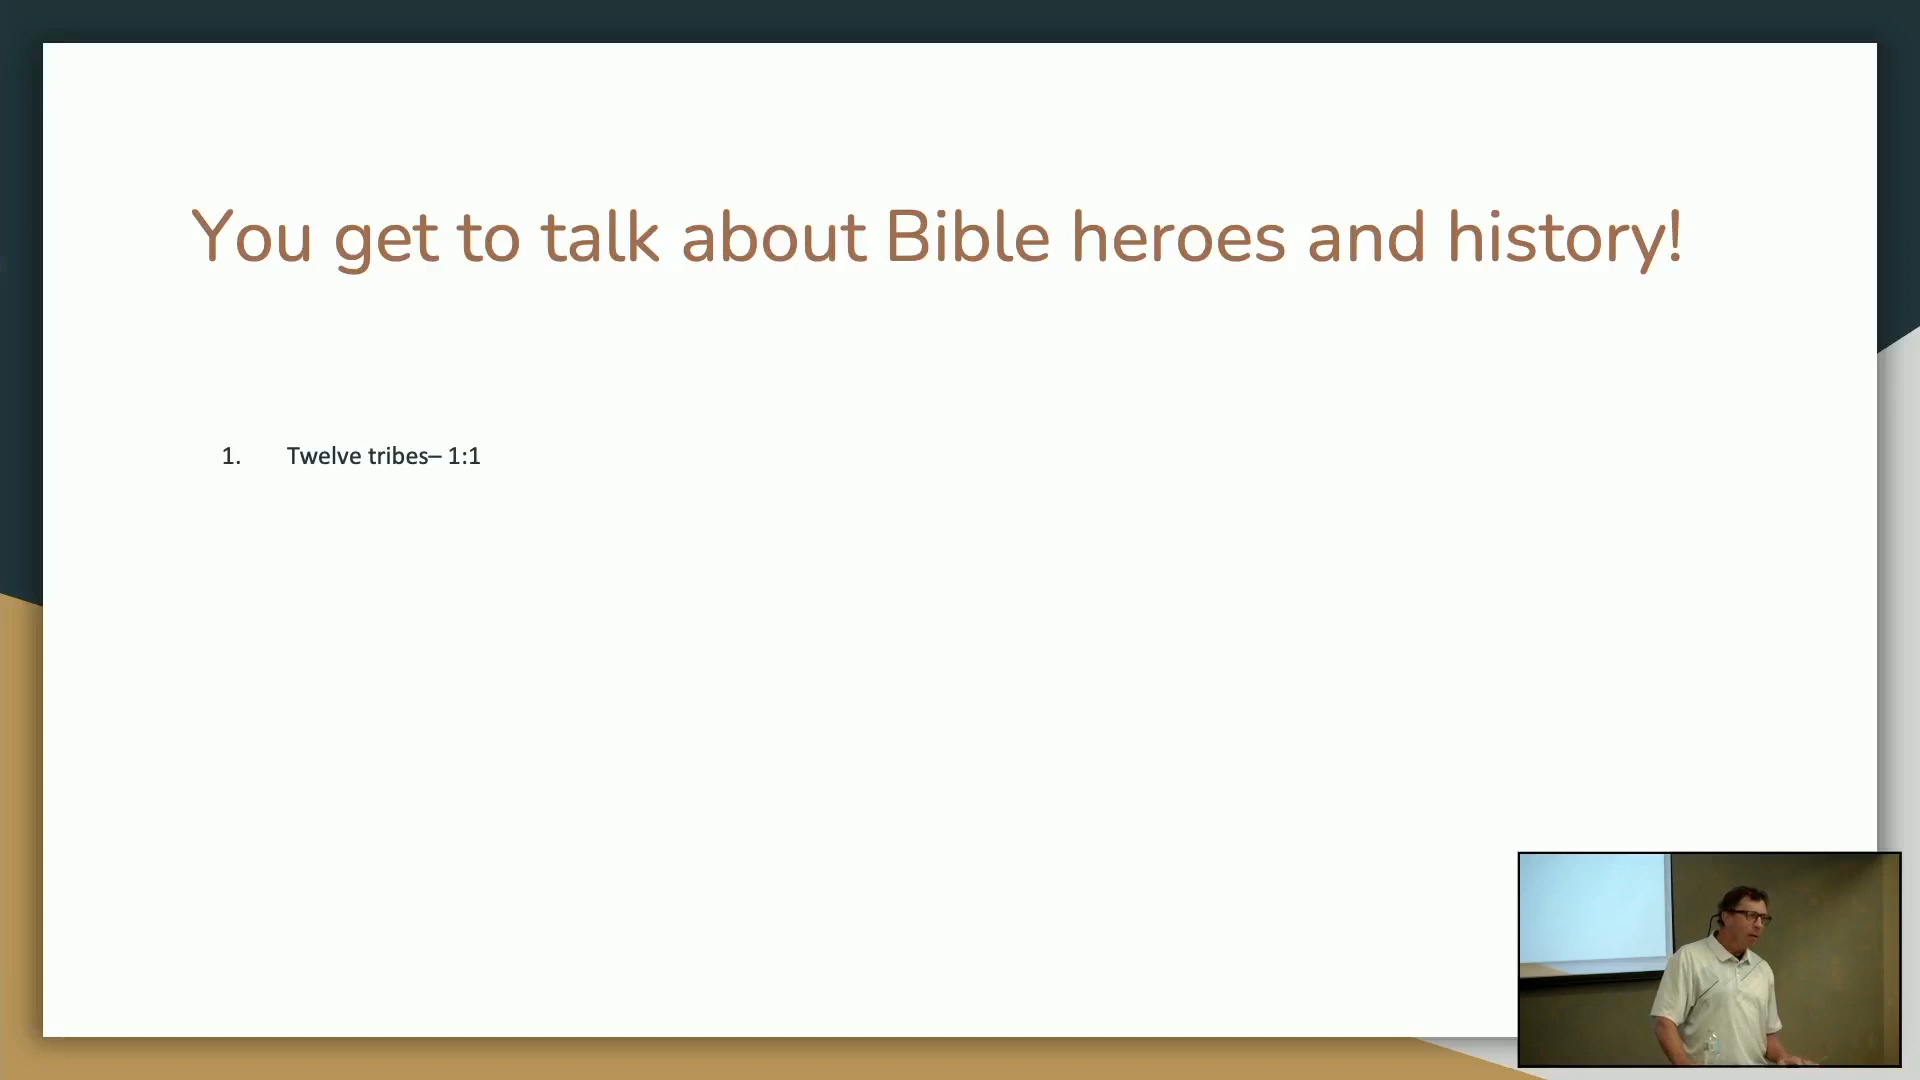 You get to talk about Bible heroes and history!
1. Twelve tribes– 1:1